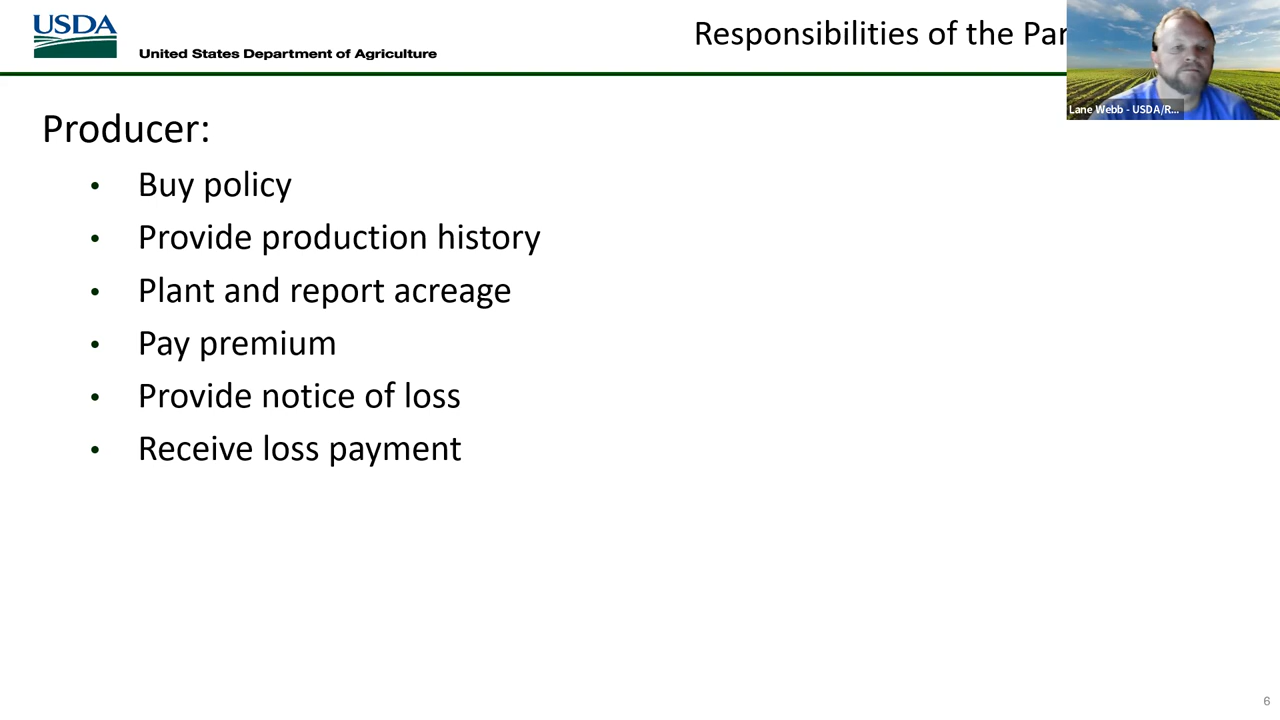 USDA
United States Department of Agriculture
Responsibilities of the Par
Lane Webb - USDA/R...
Producer:
• Buy policy
• Provide production history
• Plant and report acreage
• Pay premium
• Provide notice of loss
• Receive loss payment
6